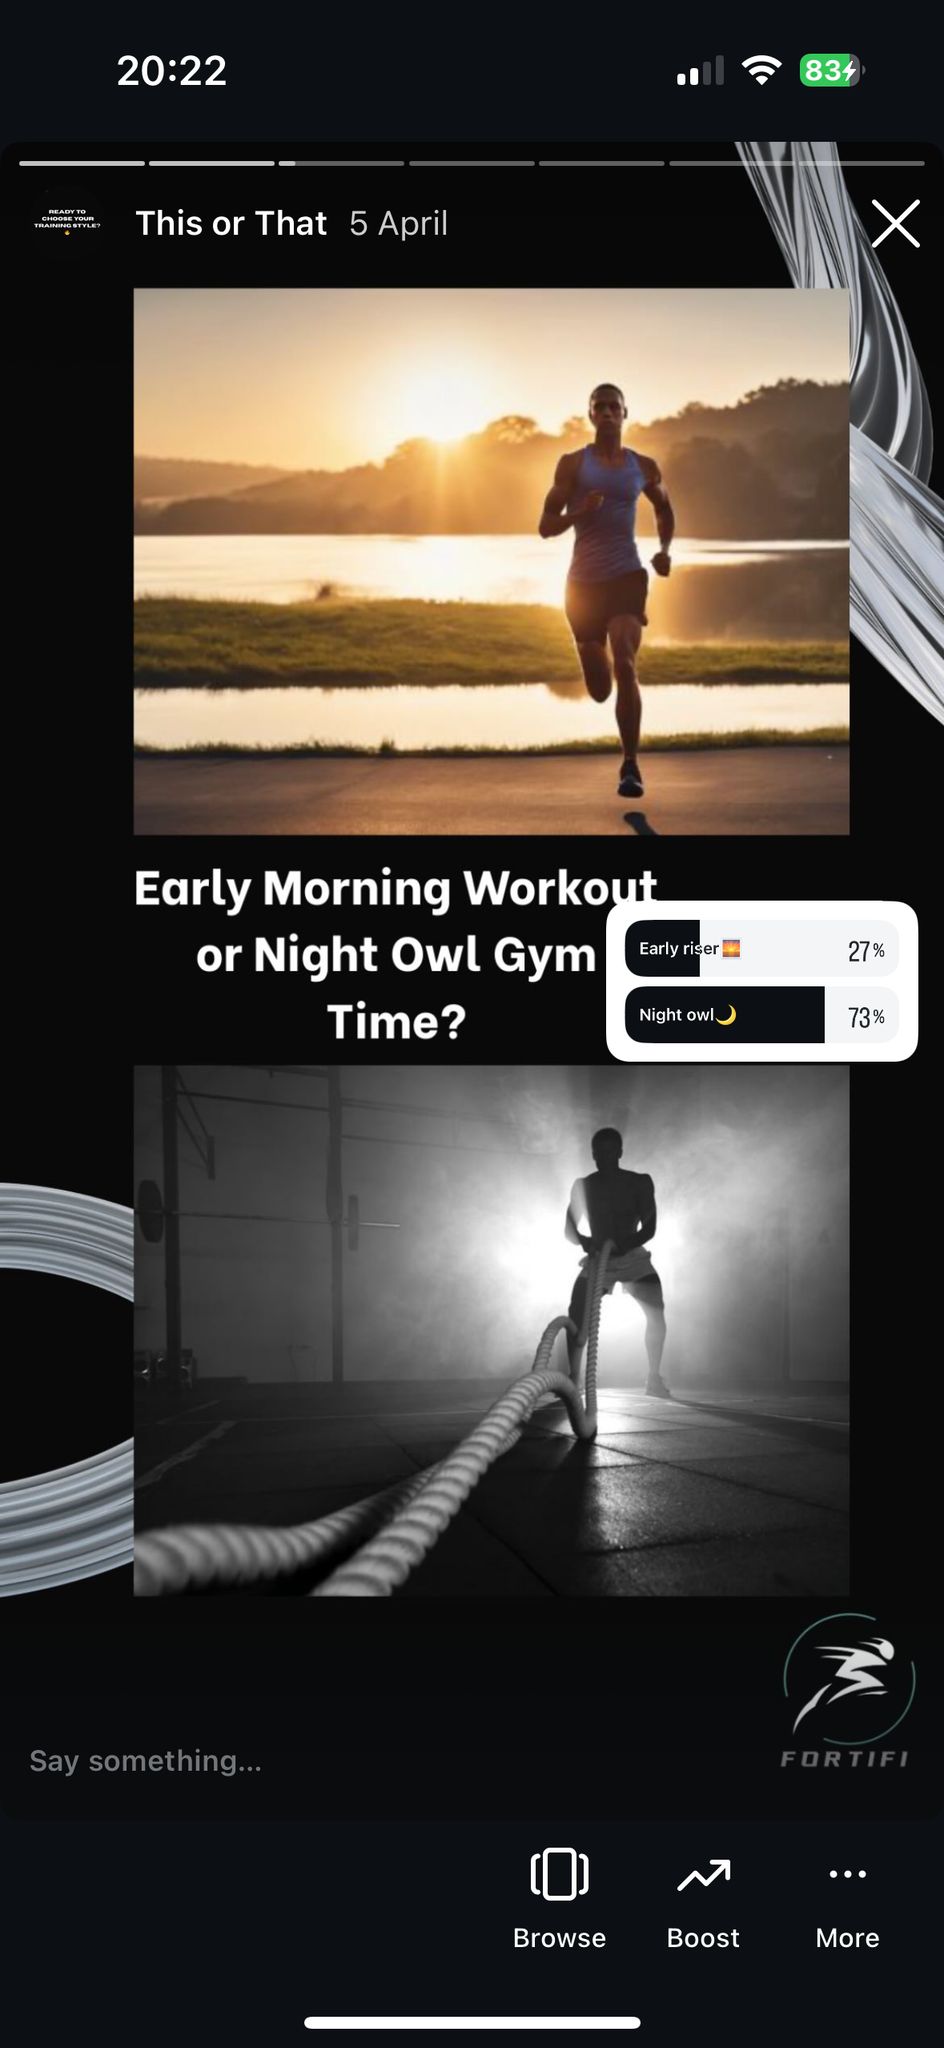 20:22
83
READY TO
CHOOSE YOUR
TRAINING STYLE?
This or That 5 April
Early Morning Workout
or Night Owl Gym
Time?
Early riser🌅 27%
Night owl🌙 73%
FORTIFI
Say something...
Browse Boost More